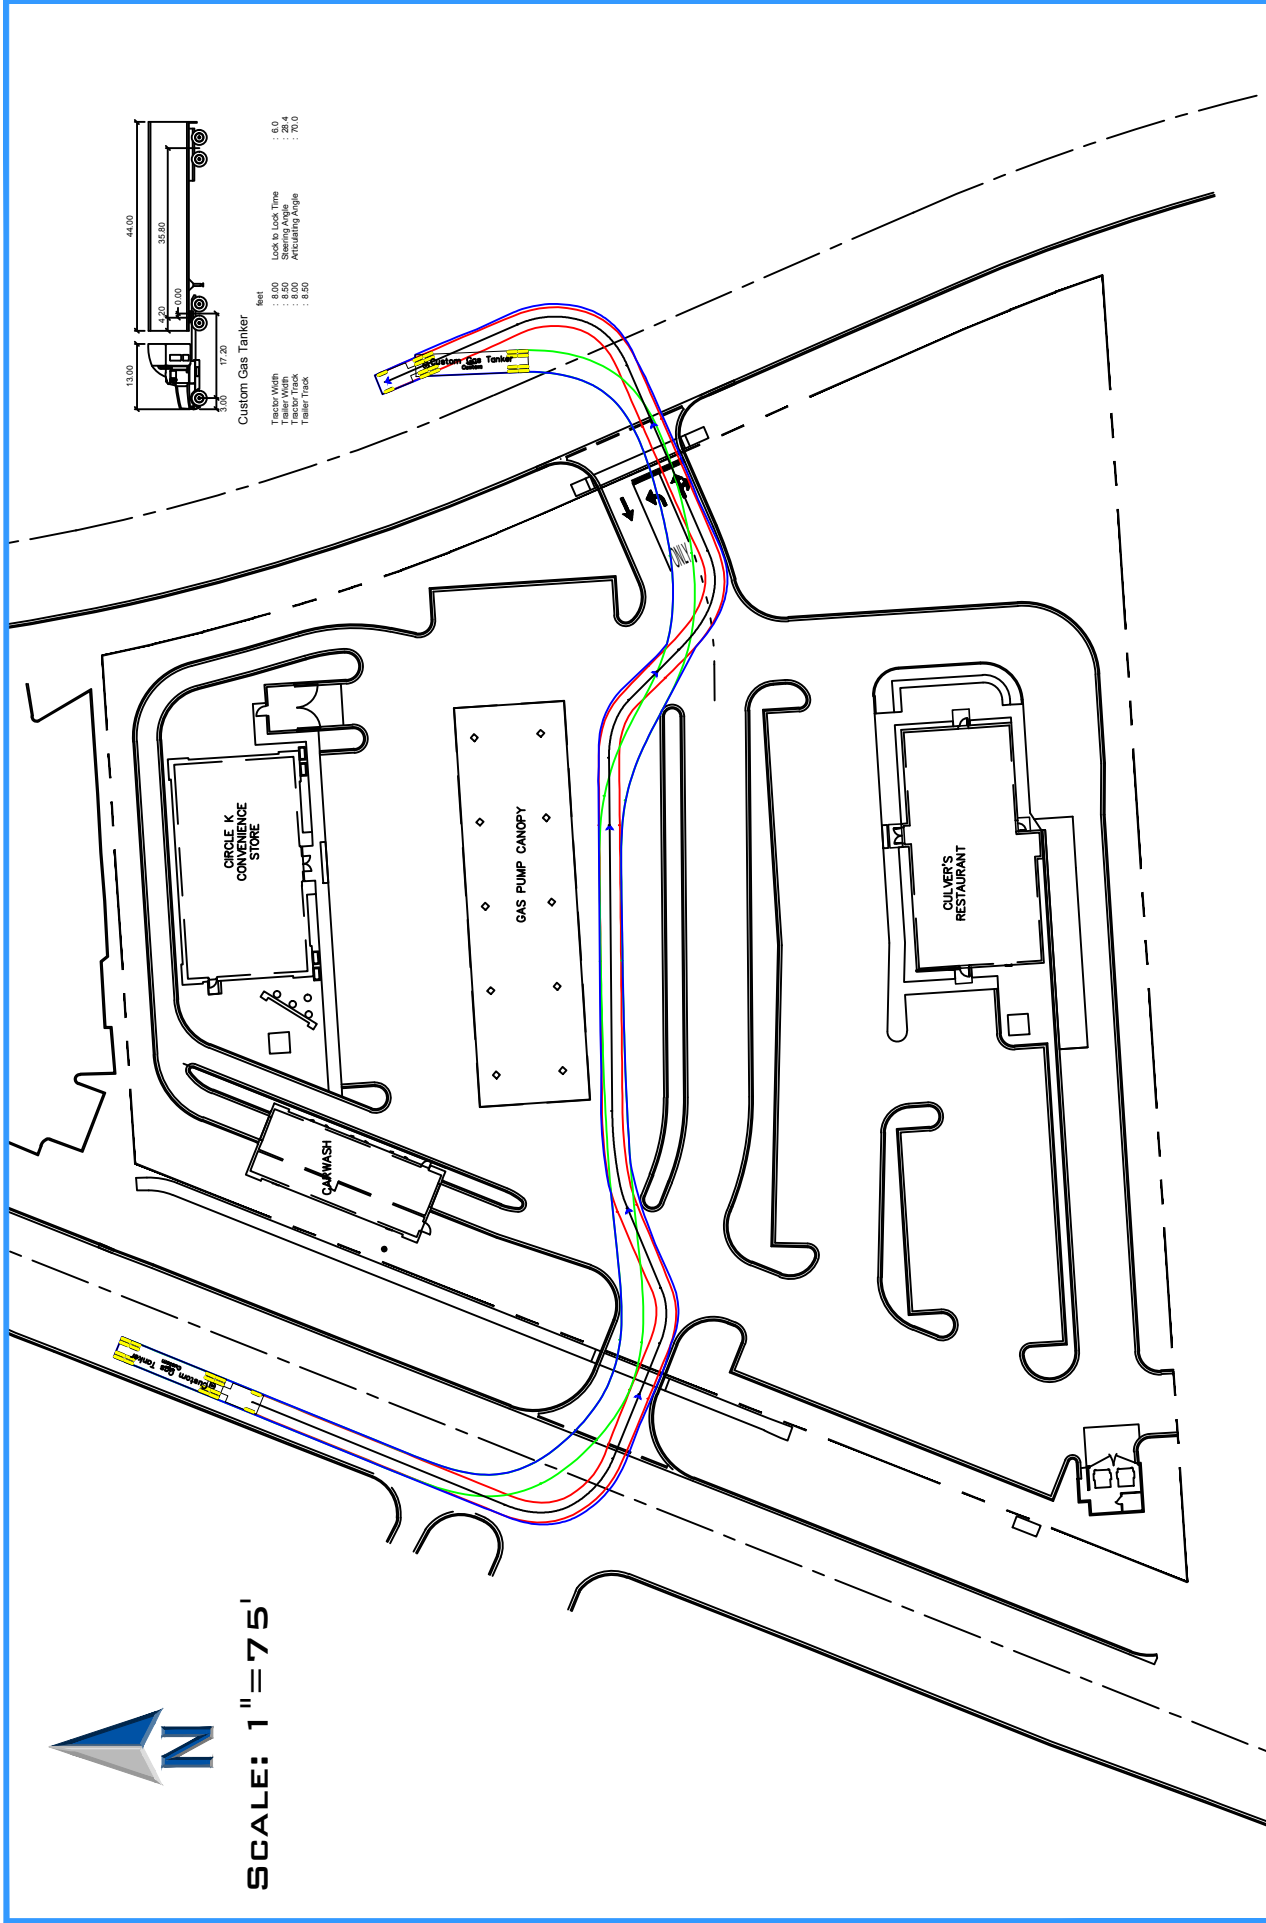 44.00
35.80
4.20
0.00
13.00
3.00
17.20
Custom Gas Tanker
feet
Tractor Width : 8.00 Lock to Lock Time : 6.0
Trailer Width : 8.50 Steering Angle : 28.4
Tractor Track : 8.00 Articulating Angle : 70.0
Trailer Track : 8.50
Custom Gas Tanker
Custom
ONLY
CIRCLE K
CONVENIENCE
STORE
GAS PUMP CANOPY
CULVER'S
RESTAURANT
CARWASH
Custom Gas Tanker
Custom
N
SCALE: 1"=75'